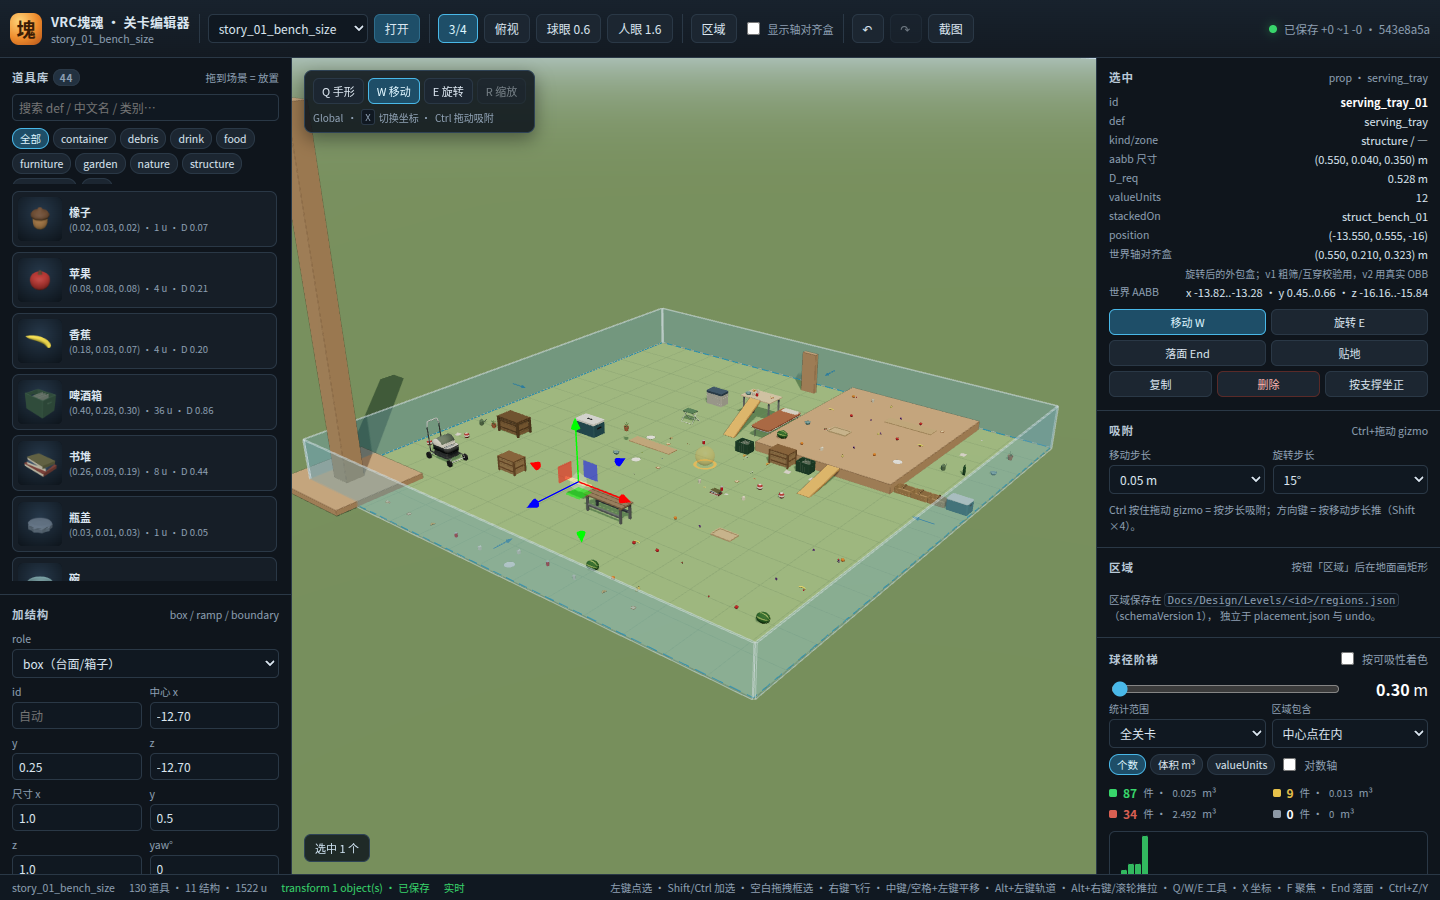 塊 VRC塊魂 · 关卡编辑器
story_01_bench_size
story_01_bench_size 打开 3/4 俯视 球眼 0.6 人眼 1.6 区域 显示轴对齐盒 ↶ ↷ 截图 已保存 +0 ~1 -0 · 543e8a5a
道具库 44 拖到场景 = 放置
搜索 def / 中文名 / 类别…
全部 container debris drink food
furniture garden nature structure
橡子
(0.02, 0.03, 0.02) · 1 u · D 0.07
苹果
(0.08, 0.08, 0.08) · 4 u · D 0.21
香蕉
(0.18, 0.03, 0.07) · 4 u · D 0.20
啤酒箱
(0.40, 0.28, 0.30) · 36 u · D 0.86
书堆
(0.26, 0.09, 0.19) · 8 u · D 0.44
瓶盖
(0.03, 0.01, 0.03) · 1 u · D 0.05
碗
加结构 box / ramp / boundary
role
box（台面/箱子）
id 中心 x
自动 -12.70
y z
0.25 -12.70
尺寸 x y
1.0 0.5
z yaw°
1.0 0
Q 手形 W 移动 E 旋转 R 缩放
Global · X 切换坐标 · Ctrl 拖动吸附
选中 1 个
选中 prop · serving_tray
id serving_tray_01
def serving_tray
kind/zone structure / —
aabb 尺寸 (0.550, 0.040, 0.350) m
D_req 0.528 m
valueUnits 12
stackedOn struct_bench_01
position (-13.550, 0.555, -16)
世界轴对齐盒 (0.550, 0.210, 0.323) m
旋转后的外包盒；v1 粗筛/互穿校验用，v2 用真实 OBB
世界 AABB x -13.82..-13.28 · y 0.45..0.66 · z -16.16..-15.84
移动 W 旋转 E
落面 End 贴地
复制 删除 按支撑坐正
吸附 Ctrl+拖动 gizmo
移动步长 旋转步长
0.05 m 15°
Ctrl 按住拖动 gizmo = 按步长吸附；方向键 = 按移动步长推（Shift
×4）。
区域 按钮「区域」后在地面画矩形
区域保存在 Docs/Design/Levels/<id>/regions.json
（schemaVersion 1），独立于 placement.json 与 undo。
球径阶梯 按可吸性着色
0.30 m
统计范围 区域包含
全关卡 中心点在内
个数 体积 m³ valueUnits 对数轴
87 件 · 0.025 m³ 9 件 · 0.013 m³
34 件 · 2.492 m³ 0 件 · 0 m³
story_01_bench_size 130 道具 · 11 结构 · 1522 u transform 1 object(s) · 已保存 实时 左键点选 · Shift/Ctrl 加选 · 空白拖拽框选 · 右键飞行 · 中键/空格+左键平移 · Alt+左键轨道 · Alt+右键/滚轮推拉 · Q/W/E 工具 · X 坐标 · F 聚焦 · End 落面 · Ctrl+Z/Y